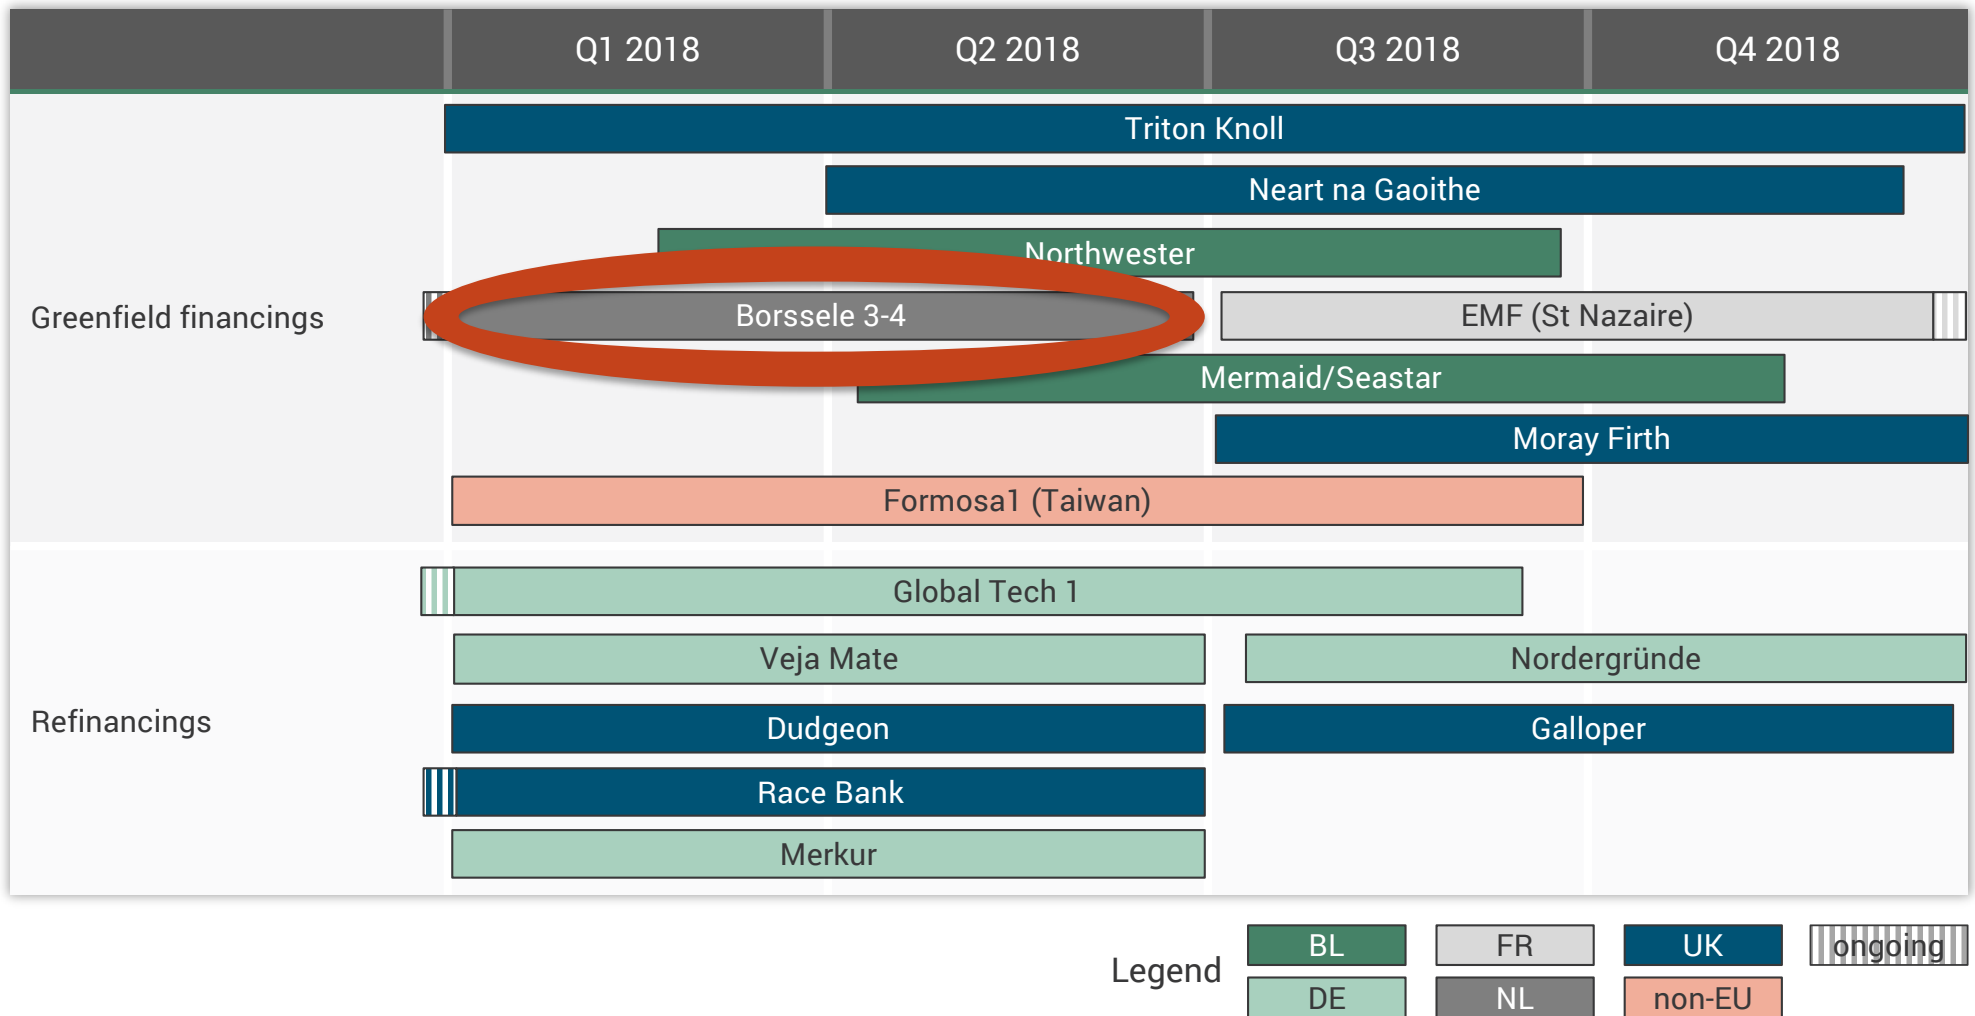 Q1 2018 Q2 2018 Q3 2018 Q4 2018
Triton Knoll
Neart na Gaoithe
Northwester
Greenfield financings Borssele 3-4 EMF (St Nazaire)
Mermaid/Seastar
Moray Firth
Formosa1 (Taiwan)
Global Tech 1
Veja Mate Nordergründe
Refinancings Dudgeon Galloper
Race Bank
Merkur
Legend BL FR UK ongoing
DE NL non-EU